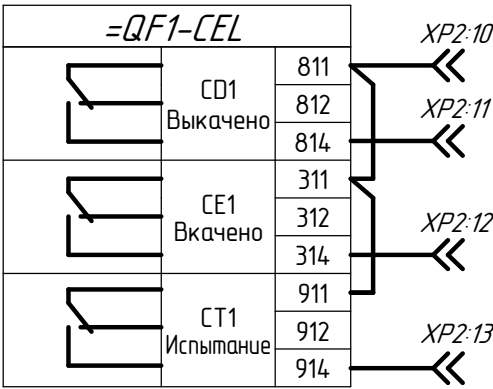 =QF1-CEL
XP2:10
811
CD1
Выкачено
812
XP2:11
814
311
CE1
Вкачено
312
XP2:12
314
911
CT1
Испытание
912
XP2:13
914